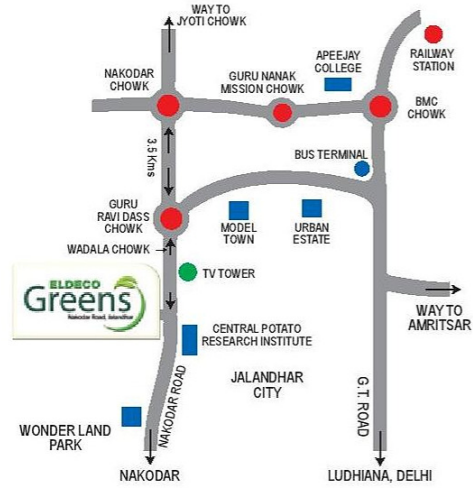 WAY TO
JYOTI CHOWK
RAILWAY
STATION
APEEJAY
COLLEGE
NAKODAR
CHOWK
GURU NANAK
MISSION CHOWK
BMC
CHOWK
3.5 Kms
BUS TERMINAL
GURU
RAVI DASS
CHOWK
MODEL
TOWN
URBAN
ESTATE
WADALA CHOWK
TV TOWER
ELDECO
Greens
Nakodar Road, Jalandhar
WAY TO
AMRITSAR
CENTRAL POTATO
RESEARCH INSTITUTE
JALANDHAR
CITY
NAKODAR ROAD
G.T. ROAD
WONDER LAND
PARK
NAKODAR
LUDHIANA, DELHI